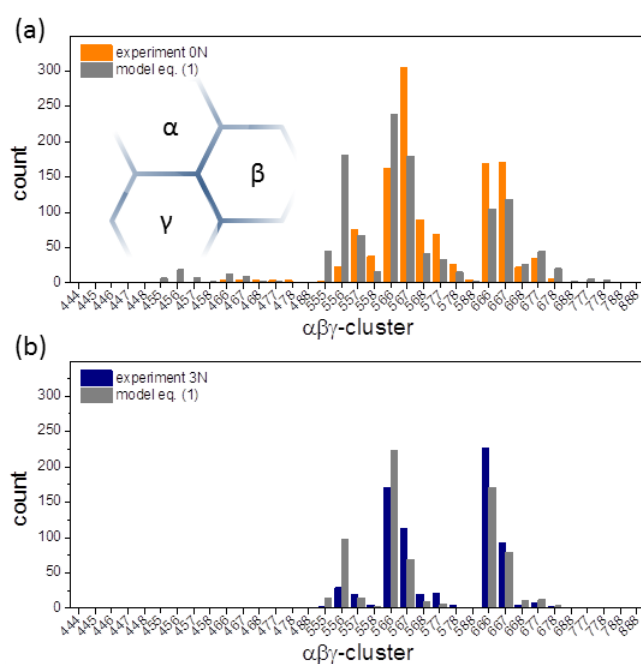 (a)
300
250
200
150
100
50
0
count
experiment 0N
model eq. (1)
α
β
γ
444 445 446 447 448 455 456 457 458 466 467 468 477 478 488 555 556 557 558 566 567 568 577 578 588 666 667 668 677 678 688 777 778 788 888
αβγ-cluster
(b)
300
250
200
150
100
50
0
count
experiment 3N
model eq. (1)
444 445 446 447 448 455 456 457 458 466 467 468 477 478 488 555 556 557 558 566 567 568 577 578 588 666 667 668 677 678 688 777 778 788 888
αβγ-cluster